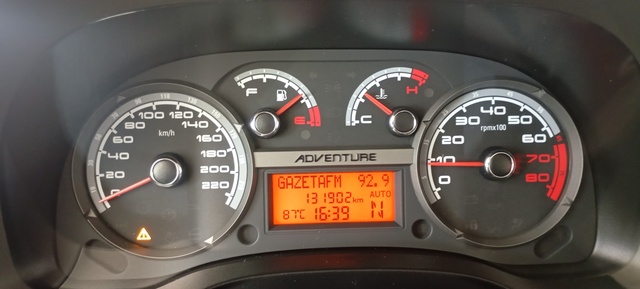 0 20 40 60 80 100 120 140 160 180 200 220
km/h
F E
C H
0 10 20 30 40 50 60 70 80
rpmx100
ADVENTURE
GAZETAFM 92.9
AUTO
131902km
87°C 16:39 N